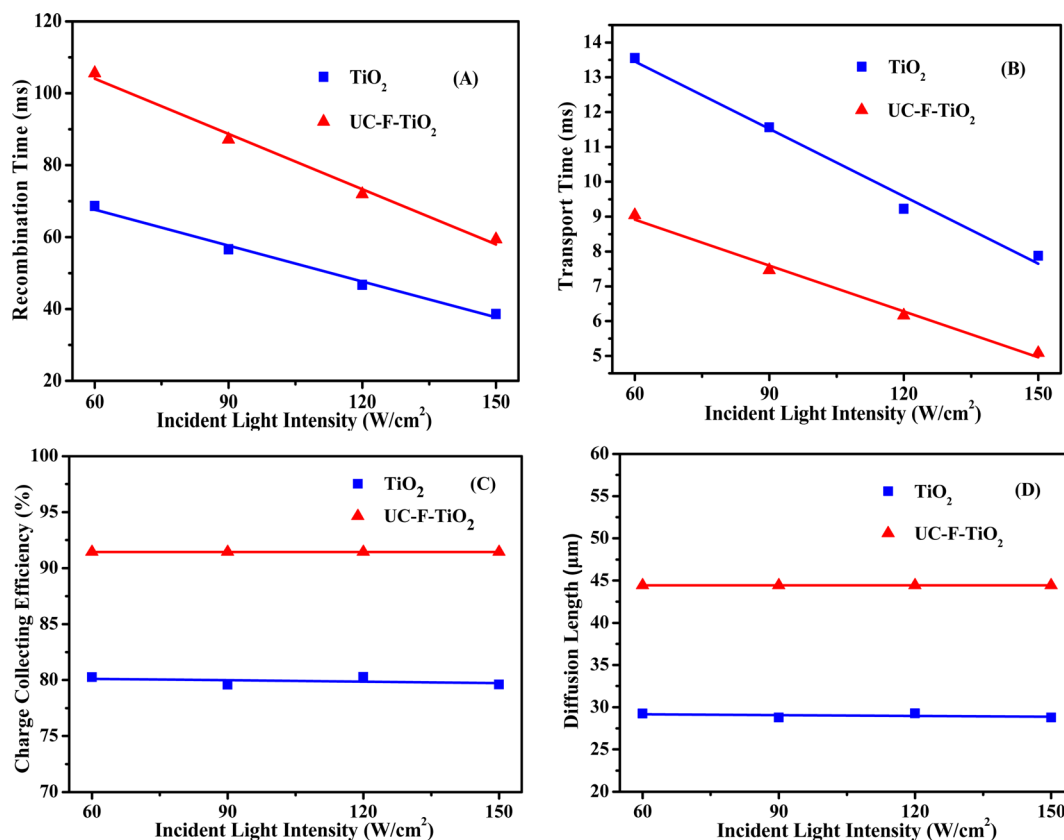 (A)
TiO₂
UC-F-TiO₂
Recombination Time (ms)
120
100
80
60
40
20
60 90 120 150
Incident Light Intensity (W/cm²)
(B)
TiO₂
UC-F-TiO₂
Transport Time (ms)
14
13
12
11
10
9
8
7
6
5
60 90 120 150
Incident Light Intensity (W/cm²)
(C)
TiO₂
UC-F-TiO₂
Charge Collecting Efficiency (%)
100
95
90
85
80
75
70
60 90 120 150
Incident Light Intensity (W/cm²)
(D)
TiO₂
UC-F-TiO₂
Diffusion Length (μm)
60
55
50
45
40
35
30
25
20
60 90 120 150
Incident Light Intensity (W/cm²)